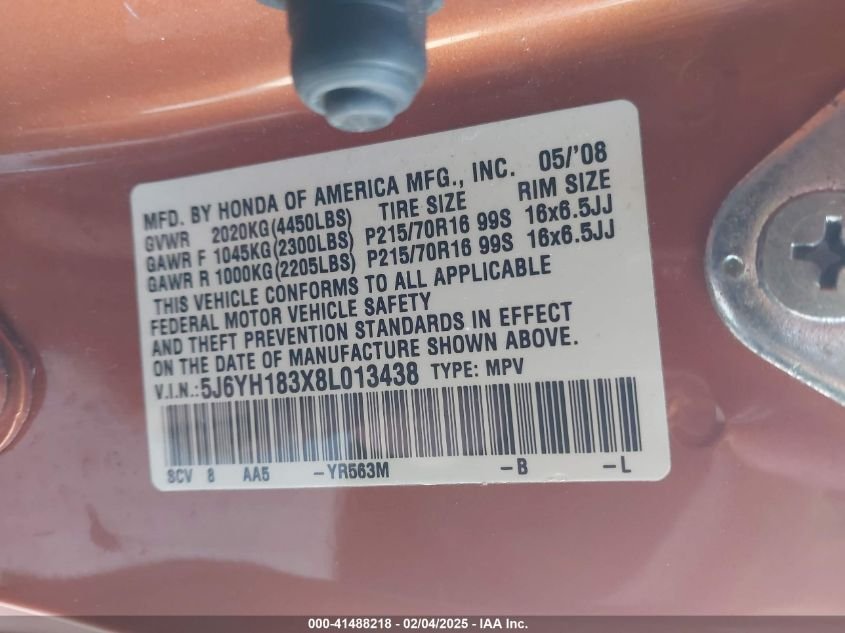 MFD. BY HONDA OF AMERICA MFG., INC. 05/'08
GVWR 2020KG(4450LBS) TIRE SIZE RIM SIZE
GAWR F 1045KG(2300LBS) P215/70R16 99S 16x6.5JJ
GAWR R 1000KG(2205LBS) P215/70R16 99S 16x6.5JJ
THIS VEHICLE CONFORMS TO ALL APPLICABLE
FEDERAL MOTOR VEHICLE SAFETY
AND THEFT PREVENTION STANDARDS IN EFFECT
ON THE DATE OF MANUFACTURE SHOWN ABOVE.
V.I.N.:5J6YH183X8L013438 TYPE: MPV
SCV 8 AA5 -YR563M -B -L
000-41488218 - 02/04/2025 - IAA Inc.